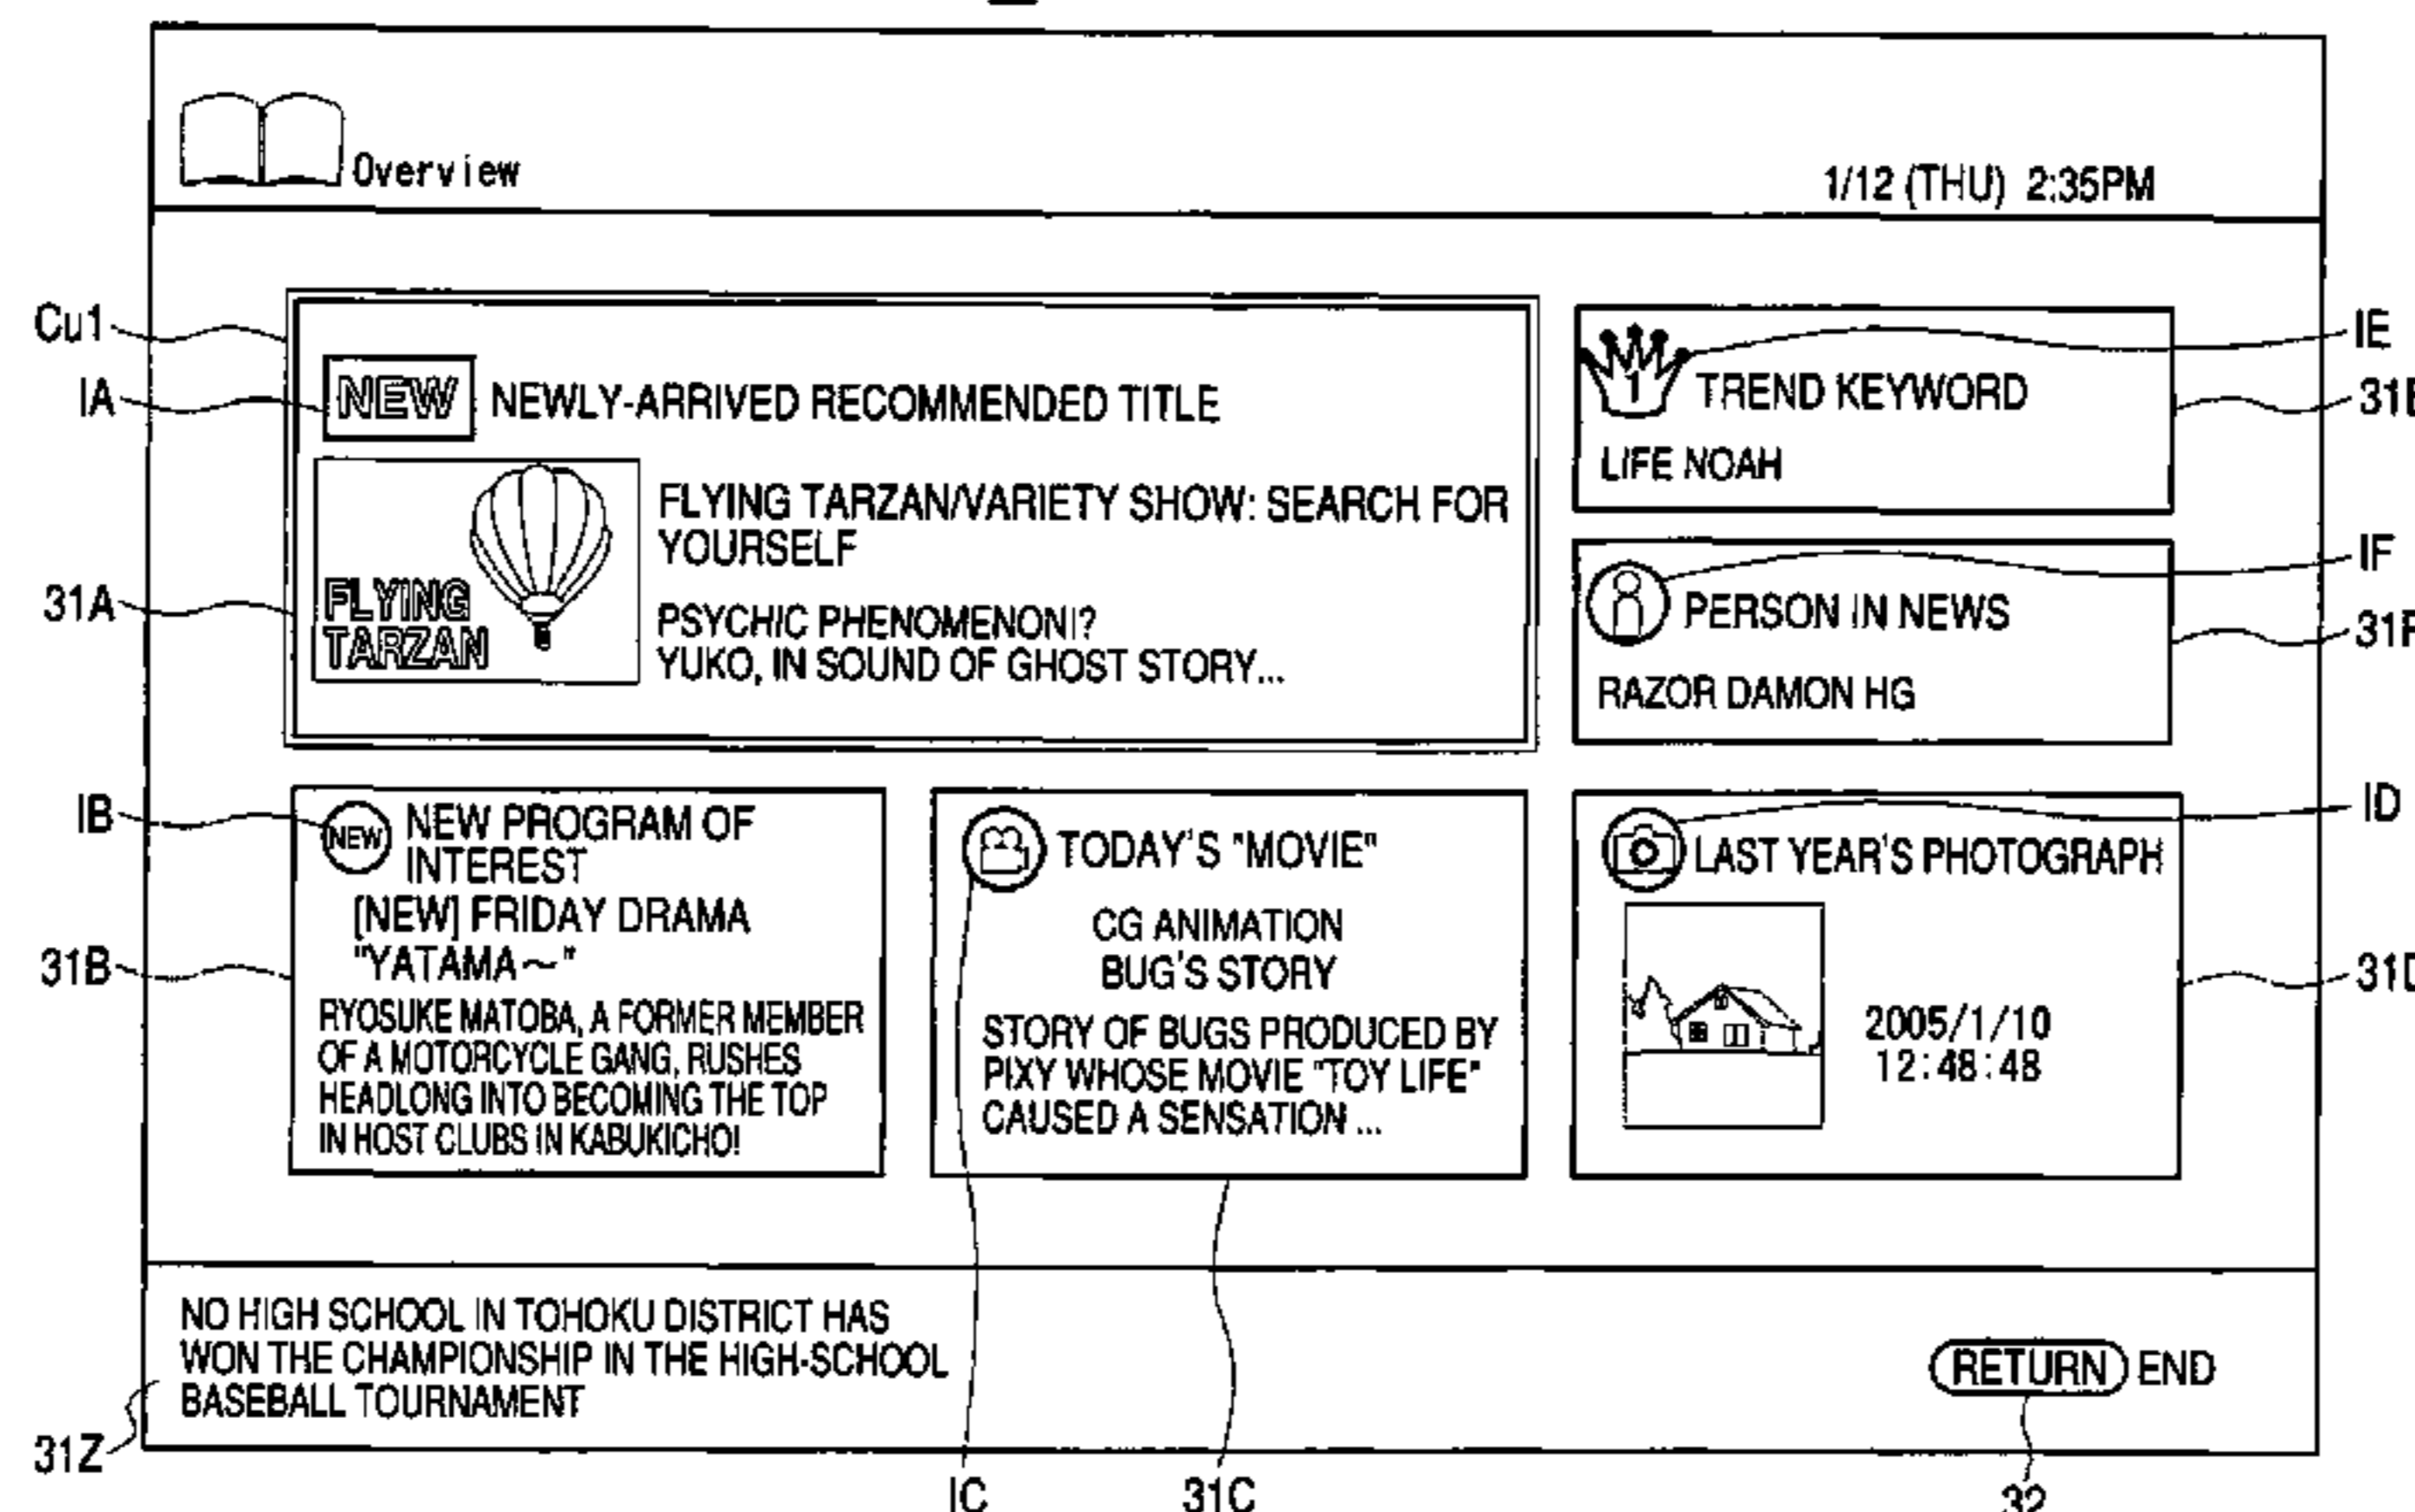 Overview
1/12 (THU) 2:35PM
Cu1
IA
NEW
NEWLY-ARRIVED RECOMMENDED TITLE
31A
FLYING
TARZAN
FLYING TARZAN/VARIETY SHOW: SEARCH FOR
YOURSELF
PSYCHIC PHENOMENON!?
YUKO, IN SOUND OF GHOST STORY...
IE
1
TREND KEYWORD
31E
LIFE NOAH
IF
PERSON IN NEWS
31F
RAZOR DAMON HG
IB
NEW
NEW PROGRAM OF
INTEREST
[NEW] FRIDAY DRAMA
"YATAMA～"
31B
RYOSUKE MATOBA, A FORMER MEMBER
OF A MOTORCYCLE GANG, RUSHES
HEADLONG INTO BECOMING THE TOP
IN HOST CLUBS IN KABUKICHO!
TODAY'S "MOVIE"
CG ANIMATION
BUG'S STORY
STORY OF BUGS PRODUCED BY
PIXY WHOSE MOVIE "TOY LIFE"
CAUSED A SENSATION ...
ID
LAST YEAR'S PHOTOGRAPH
31D
2005/1/10
12:48:48
NO HIGH SCHOOL IN TOHOKU DISTRICT HAS
WON THE CHAMPIONSHIP IN THE HIGH-SCHOOL
BASEBALL TOURNAMENT
RETURN END
31Z
IC
31C
32